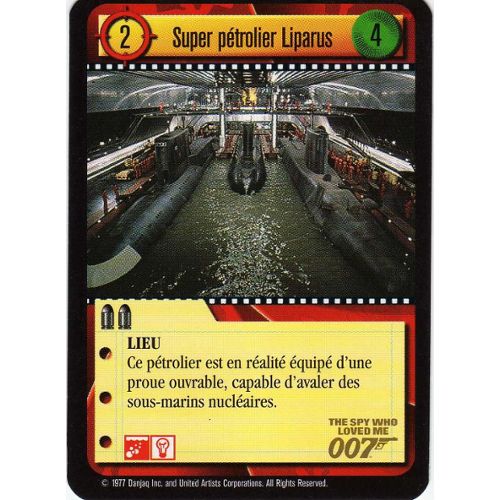 2
Super pétrolier Liparus
4
LIEU
Ce pétrolier est en réalité équipé d'une
proue ouvrable, capable d'avaler des
sous-marins nucléaires.
THE SPY WHO
LOVED ME
007
© 1977 Danjaq Inc. and United Artists Corporations. All Rights Reserved.